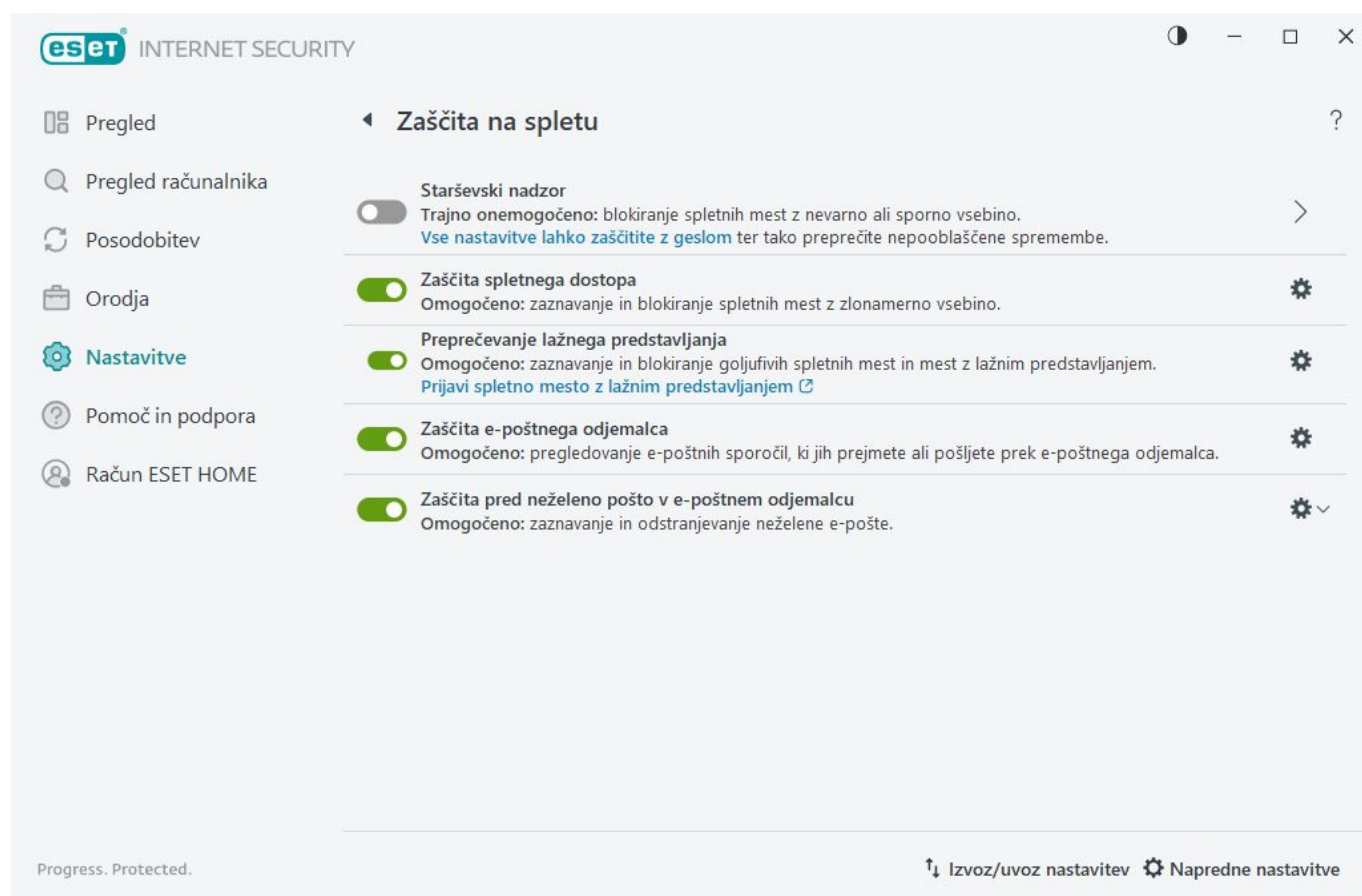 eset® INTERNET SECURITY
Pregled
Pregled računalnika
Posodobitev
Orodja
Nastavitve
Pomoč in podpora
Račun ESET HOME
Zaščita na spletu
?
Starševski nadzor
Trajno onemogočeno: blokiranje spletnih mest z nevarno ali sporno vsebino.
Vse nastavitve lahko zaščitite z geslom ter tako preprečite nepooblaščene spremembe.
Zaščita spletnega dostopa
Omogočeno: zaznavanje in blokiranje spletnih mest z zlonamerno vsebino.
Preprečevanje lažnega predstavljanja
Omogočeno: zaznavanje in blokiranje goljufivih spletnih mest in mest z lažnim predstavljanjem.
Prijavi spletno mesto z lažnim predstavljanjem
Zaščita e-poštnega odjemalca
Omogočeno: pregledovanje e-poštnih sporočil, ki jih prejmete ali pošljete prek e-poštnega odjemalca.
Zaščita pred neželeno pošto v e-poštnem odjemalcu
Omogočeno: zaznavanje in odstranjevanje neželene e-pošte.
Progress. Protected.
Izvoz/uvoz nastavitev Napredne nastavitve